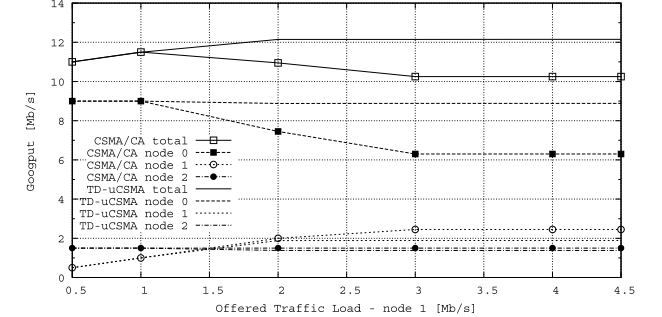 14
12
10
8
6
4
2
0
Googput [Mb/s]
CSMA/CA total
CSMA/CA node 0
CSMA/CA node 1
CSMA/CA node 2
TD-uCSMA total
TD-uCSMA node 0
TD-uCSMA node 1
TD-uCSMA node 2
0.5 1 1.5 2 2.5 3 3.5 4 4.5
Offered Traffic Load - node 1 [Mb/s]